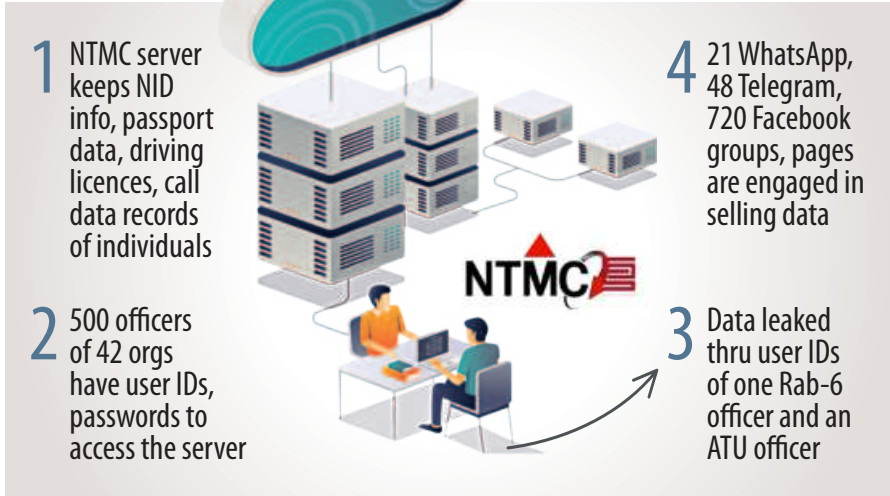 1
NTMC server
keeps NID
info, passport
data, driving
licences, call
data records
of individuals
2
500 officers
of 42 orgs
have user IDs,
passwords to
access the server
NTMC
3
Data leaked
thru user IDs
of one Rab-6
officer and an
ATU officer
4
21 WhatsApp,
48 Telegram,
720 Facebook
groups, pages
are engaged in
selling data